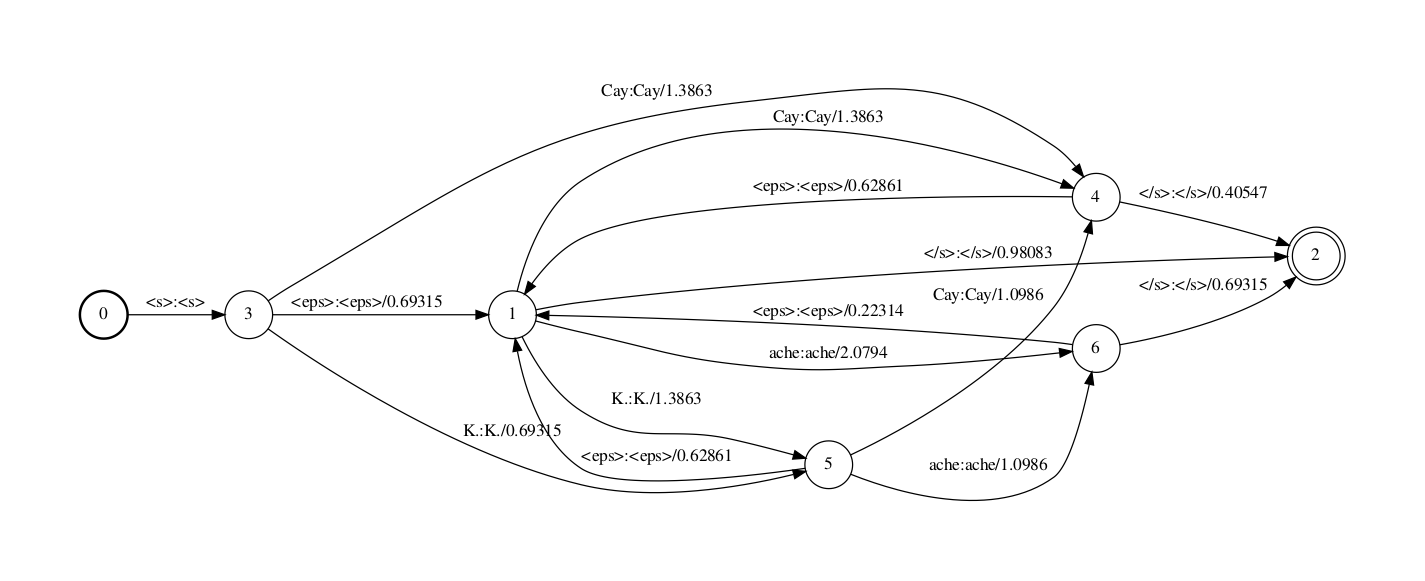 Cay:Cay/1.3863
Cay:Cay/1.3863
<eps>:<eps>/0.62861
4
</s>:</s>/0.40547
</s>:</s>/0.98083
2
<s>:<s>
<eps>:<eps>/0.69315
Cay:Cay/1.0986
</s>:</s>/0.69315
0
3
1
<eps>:<eps>/0.22314
ache:ache/2.0794
6
K.:K./1.3863
K.:K./0.69315
<eps>:<eps>/0.62861
5
ache:ache/1.0986